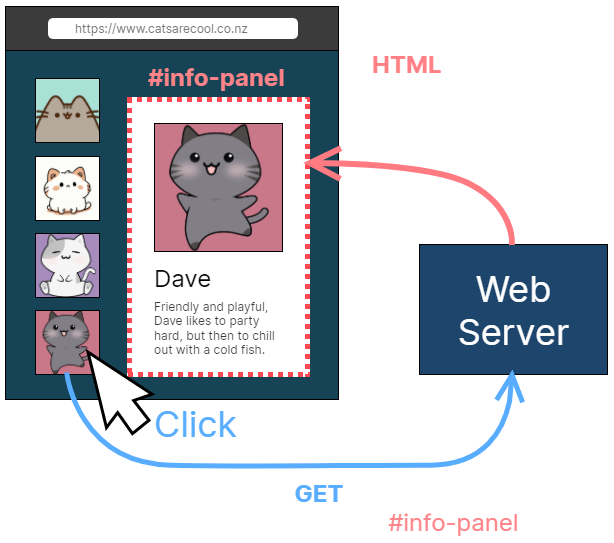 https://www.catsarecool.co.nz
#info-panel
HTML
Dave
Friendly and playful,
Dave likes to party
hard, but then to chill
out with a cold fish.
Web
Server
Click
GET
#info-panel